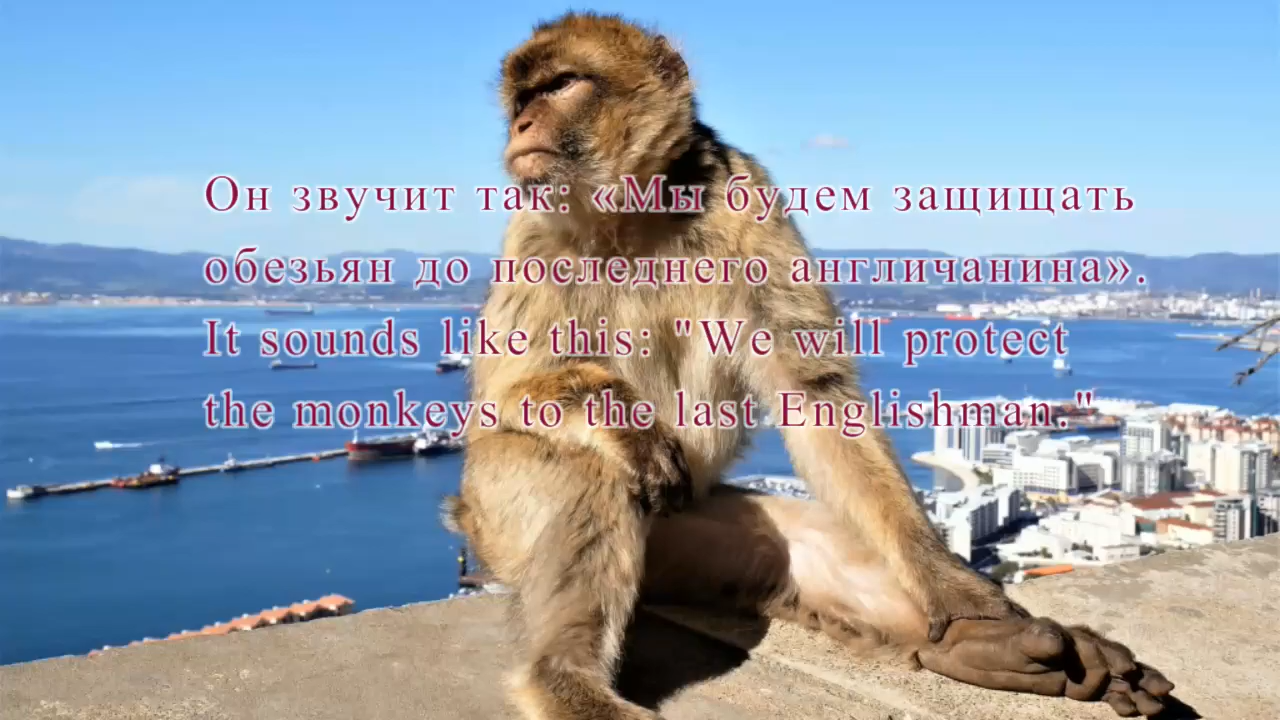 Он звучит так: «Мы будем защищать
обезьян до последнего англичанина».
It sounds like this: "We will protect
the monkeys to the last Englishman."